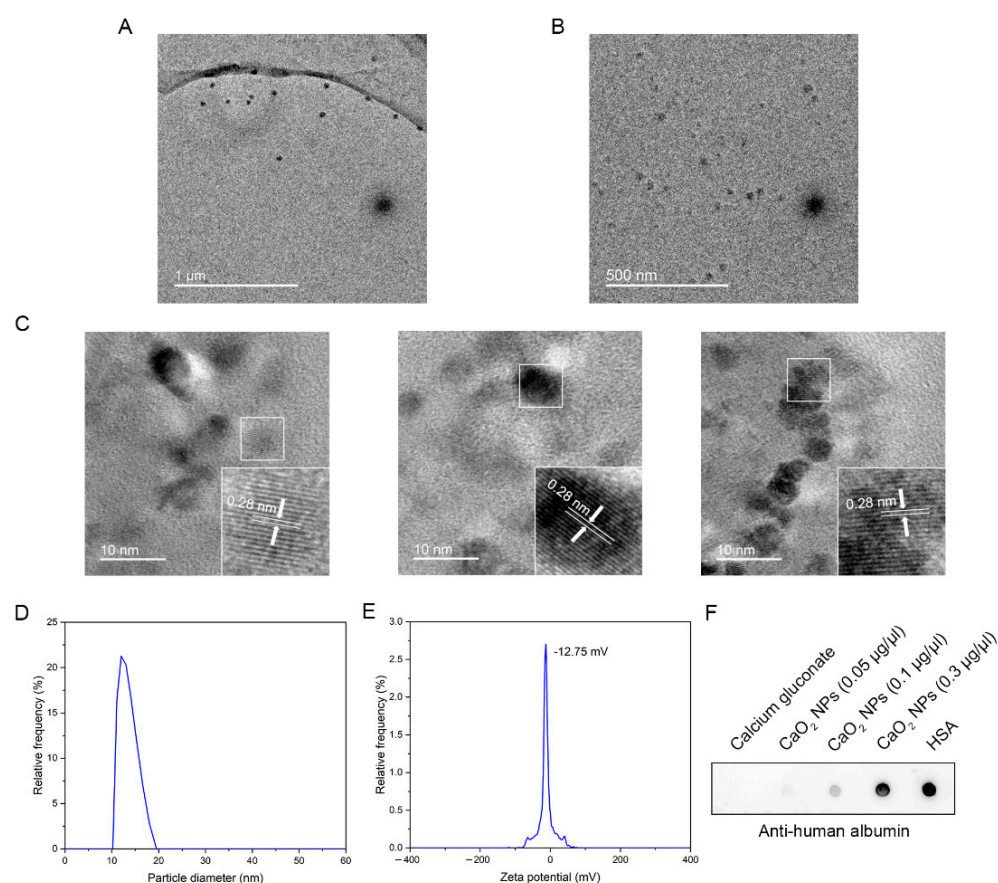 A
B
1 µm
500 nm
C
0.28 nm
10 nm
0.28 nm
10 nm
0.28 nm
10 nm
D
25
20
15
10
5
0
Relative frequency (%)
0 10 20 30 40 50 60
Particle diameter (nm)
E
-3.0
2.5
2.0
1.5
1.0
0.5
0.0
Relative frequency (%)
-12.75 mV
−400 −200 0 200 400
Zeta potential (mV)
F
Calcium gluconate
CaO₂ NPs (0.05 µg/µl)
CaO₂ NPs (0.1 µg/µl)
CaO₂ NPs (0.3 µg/µl)
HSA
Anti-human albumin